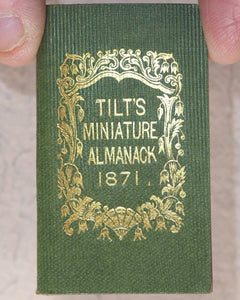 TILT'S
MINIATURE
ALMANACK
1871.